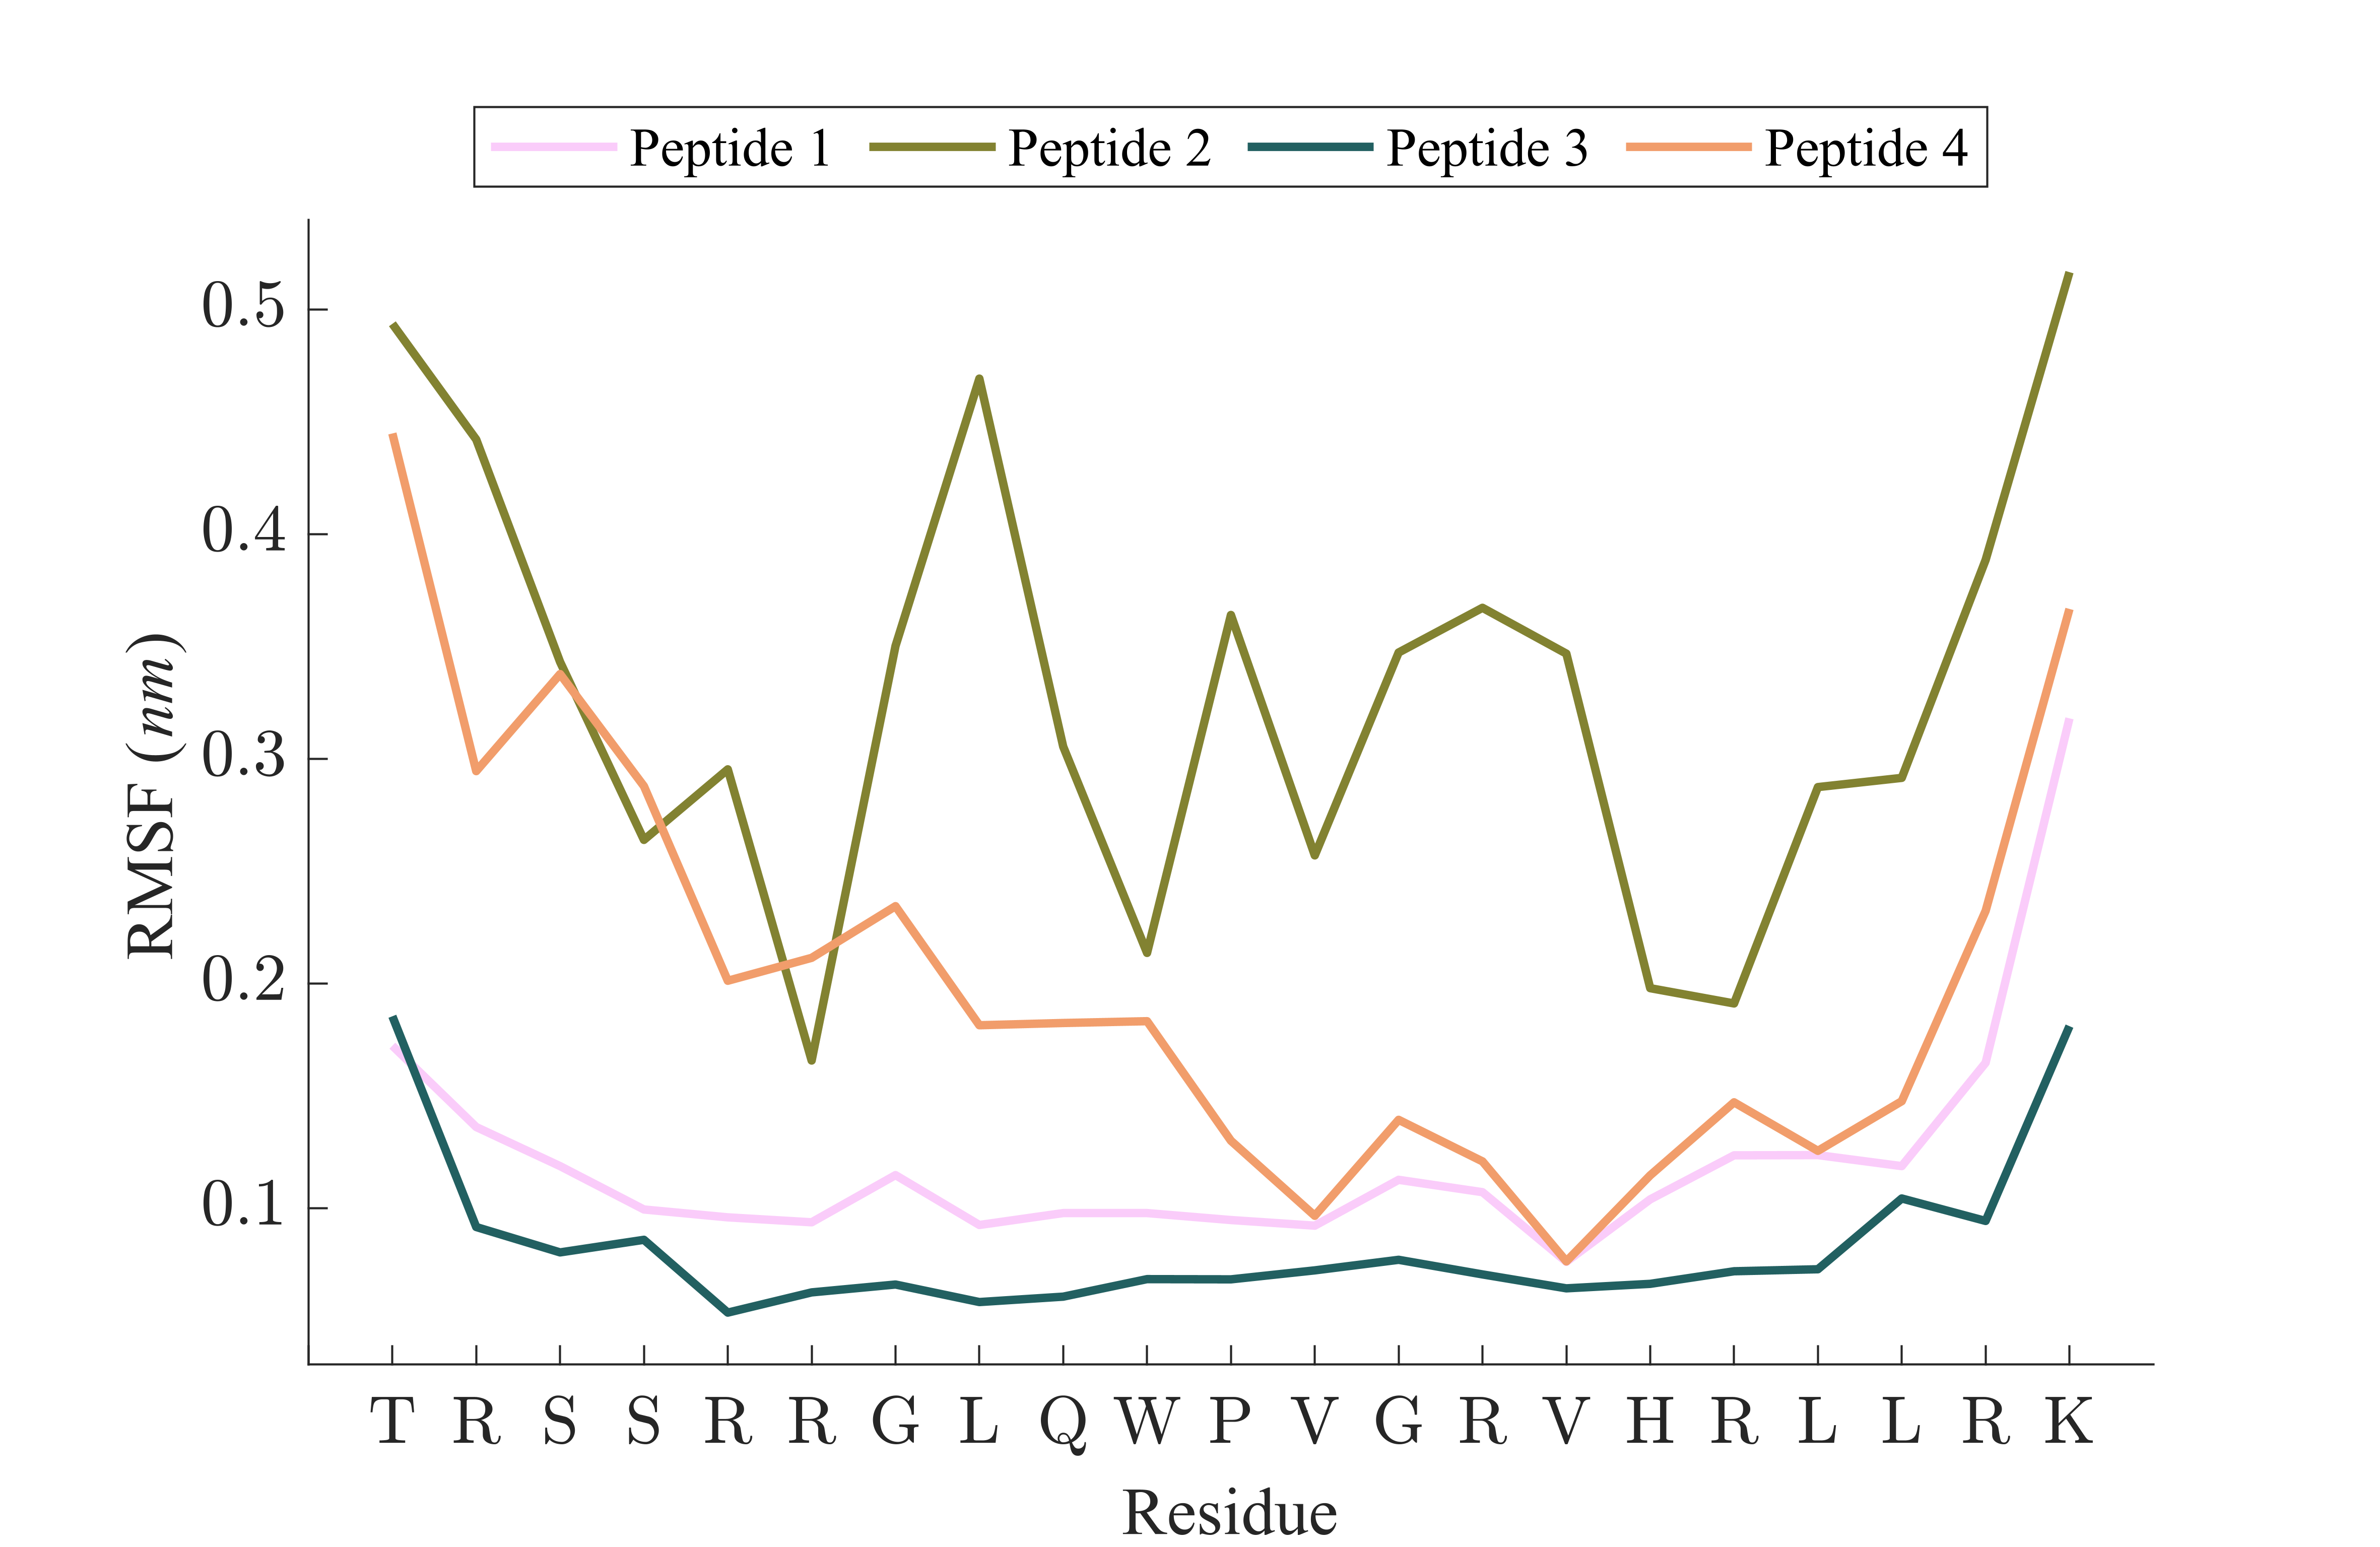 Peptide 1 Peptide 2 Peptide 3 Peptide 4
0.5
0.4
0.3
0.2
0.1
RMSF (nm)
T R S S R R G L Q W P V G R V H R L L R K
Residue